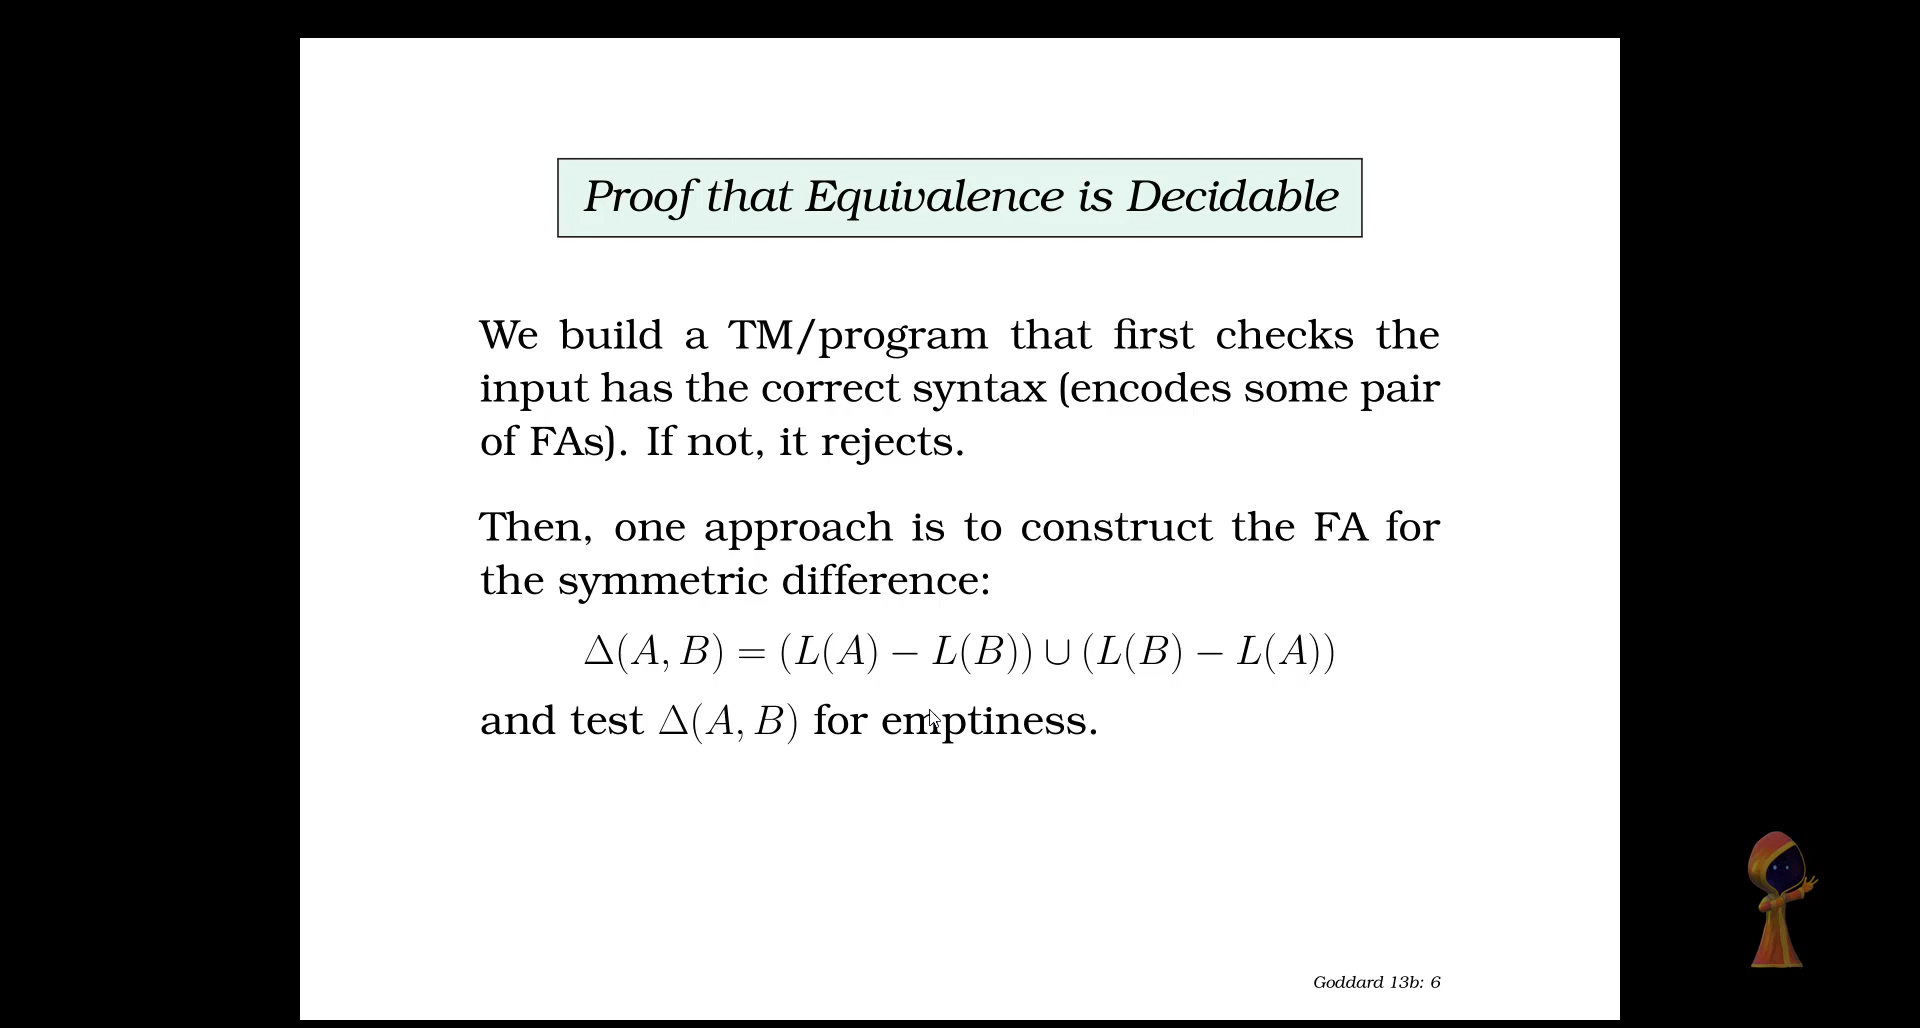 Proof that Equivalence is Decidable
We build a TM/program that first checks the
input has the correct syntax (encodes some pair
of FAs). If not, it rejects.
Then, one approach is to construct the FA for
the symmetric difference:
Δ(A, B) = (L(A) − L(B)) ∪ (L(B) − L(A))
and test Δ(A, B) for emptiness.
Goddard 13b: 6